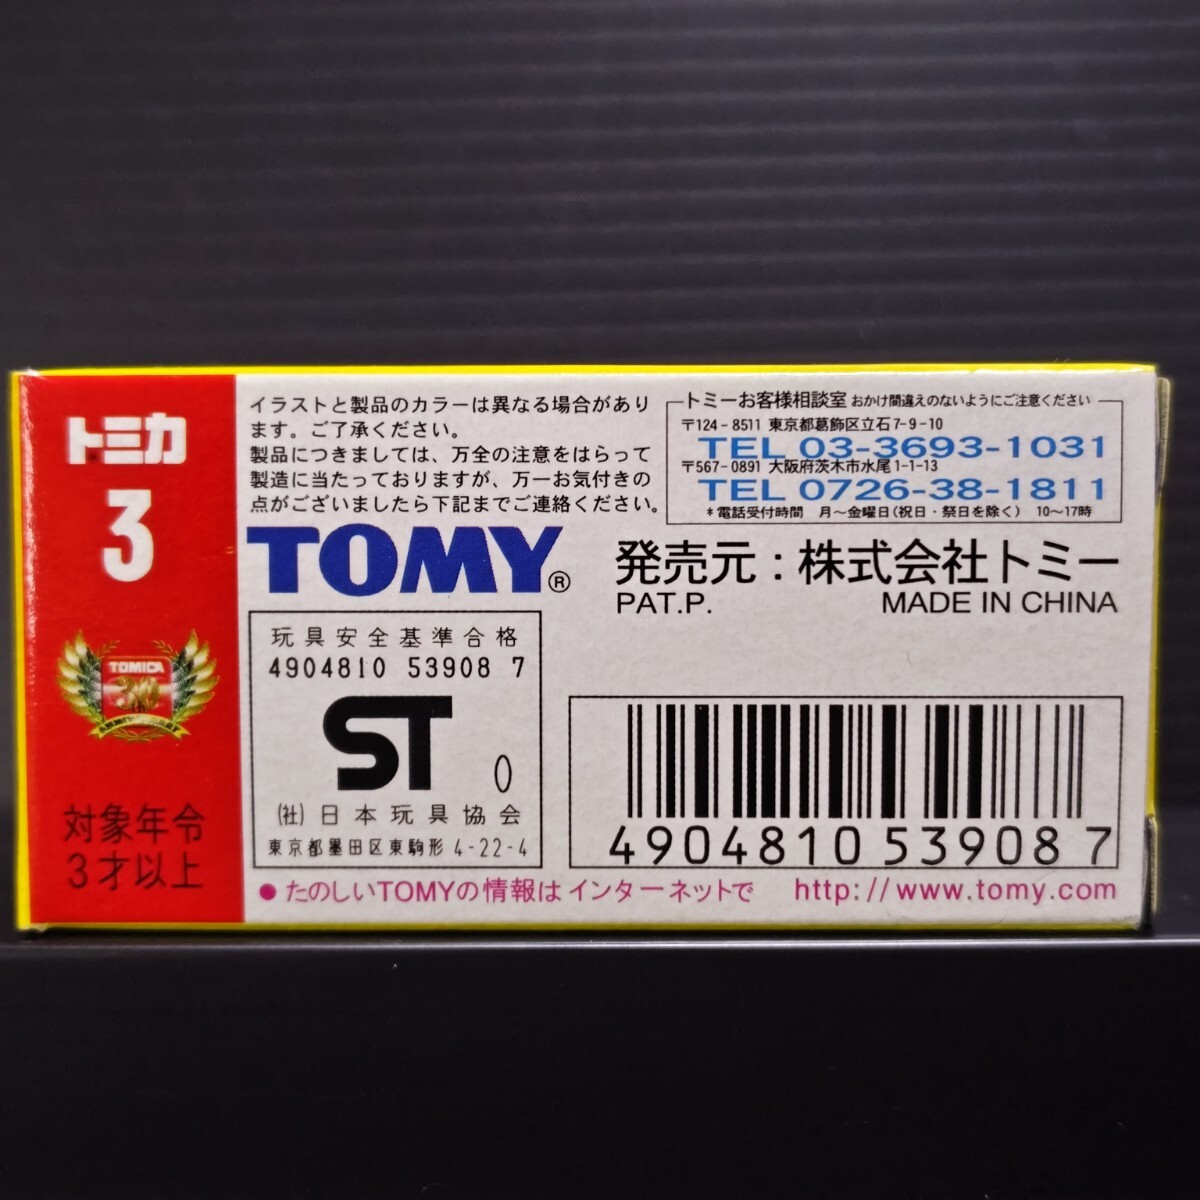 トミカ
3
TOMICA
30th
対象年令
3才以上
イラストと製品のカラーは異なる場合があり
ます。ご了承ください。
製品につきましては、万全の注意をはらって
製造に当たっておりますが、万一お気付きの
点がございましたら下記までご連絡ください。
トミーお客様相談室 おかけ間違えのないようにご注意ください
〒124-8511 東京都葛飾区立石7-9-10
TEL 03-3693-1031
〒567-0891 大阪府茨木市水尾1-1-13
TEL 0726-38-1811
*電話受付時間 月〜金曜日(祝日・祭日を除く) 10〜17時
TOMY®
発売元:株式会社トミー
PAT.P. MADE IN CHINA
玩具安全基準合格
4904810 53908 7
ST 0
(社)日本玩具協会
東京都墨田区東駒形 4-22-4
4904810539087
●たのしいTOMYの情報はインターネットで http://www.tomy.com